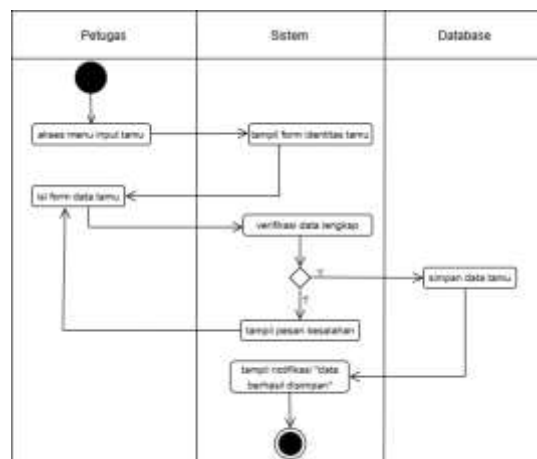 Petugas
Sistem
Database
akses menu input tamu
tampil form identitas tamu
isi form data tamu
verifikasi data lengkap
simpan data tamu
tampil pesan kesalahan
tampil notifikasi "data
berhasil disimpan"